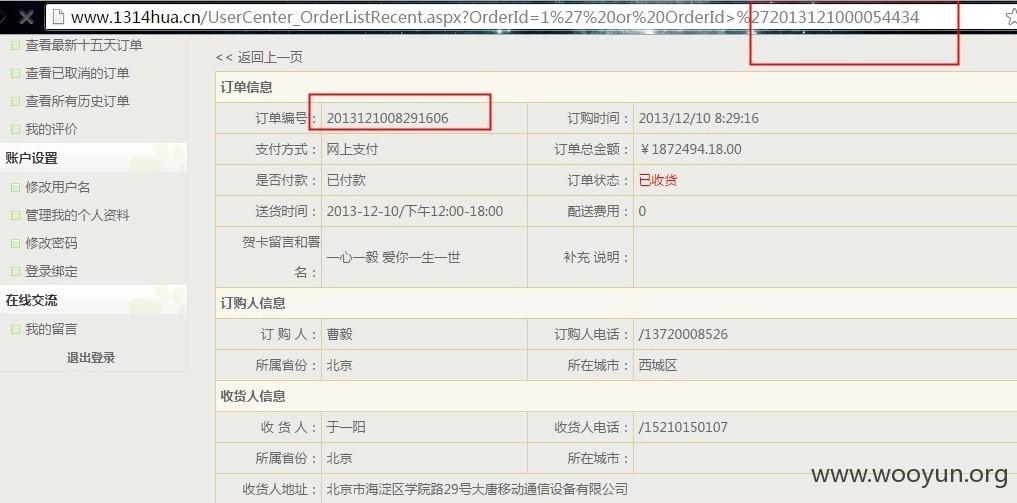 www.1314hua.cn/UserCenter_OrderListRecent.aspx?OrderId=1%27%20or%20OrderId>%272013121000054434
查看最新十五天订单
查看已取消的订单
查看所有历史订单
我的评价
账户设置
修改用户名
管理我的个人资料
修改密码
登录绑定
在线交流
我的留言
退出登录
<< 返回上一页
订单信息
订单编号： 2013121008291606 订购时间： 2013/12/10 8:29:16
支付方式： 网上支付 订单总金额： ￥1872494.18.00
是否付款： 已付款 订单状态： 已收货
送货时间： 2013-12-10/下午12:00-18:00 配送费用： 0
贺卡留言和署名： 一心一毅 爱你一生一世 补充 说明：
订购人信息
订 购 人： 曹毅 订购人电话： /13720008526
所属省份： 北京 所在城市： 西城区
收货人信息
收 货 人： 于一阳 收货人电话： /15210150107
所属省份： 北京 所在城市：
收货人地址： 北京市海淀区学院路29号大唐移动通信设备有限公司
www.wooyun.org